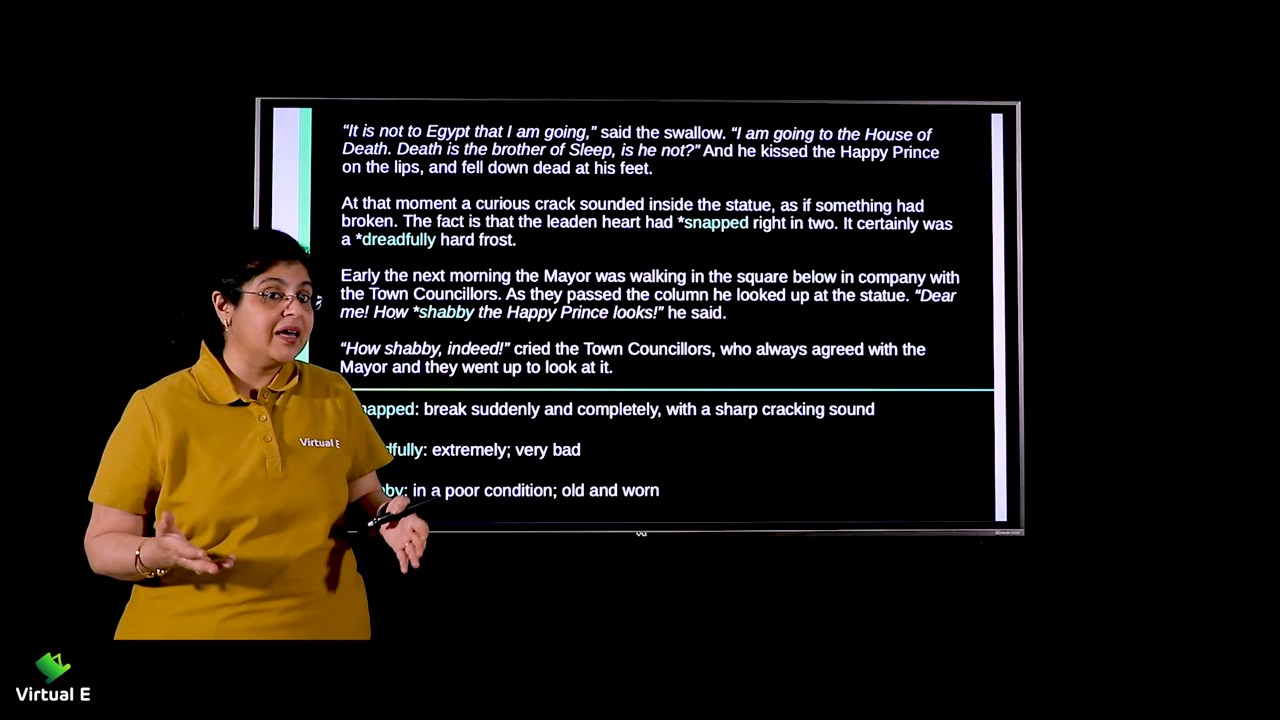 “It is not to Egypt that I am going,” said the swallow. “I am going to the House of
Death. Death is the brother of Sleep, is he not?” And he kissed the Happy Prince
on the lips, and fell down dead at his feet.
At that moment a curious crack sounded inside the statue, as if something had
broken. The fact is that the leaden heart had *snapped right in two. It certainly was
a *dreadfully hard frost.
Early the next morning the Mayor was walking in the square below in company with
the Town Councillors. As they passed the column he looked up at the statue. “Dear
me! How *shabby the Happy Prince looks!” he said.
“How shabby, indeed!” cried the Town Councillors, who always agreed with the
Mayor and they went up to look at it.
napped: break suddenly and completely, with a sharp cracking sound
dfully: extremely; very bad
by: in a poor condition; old and worn
Virtual E
vu
Virtual E